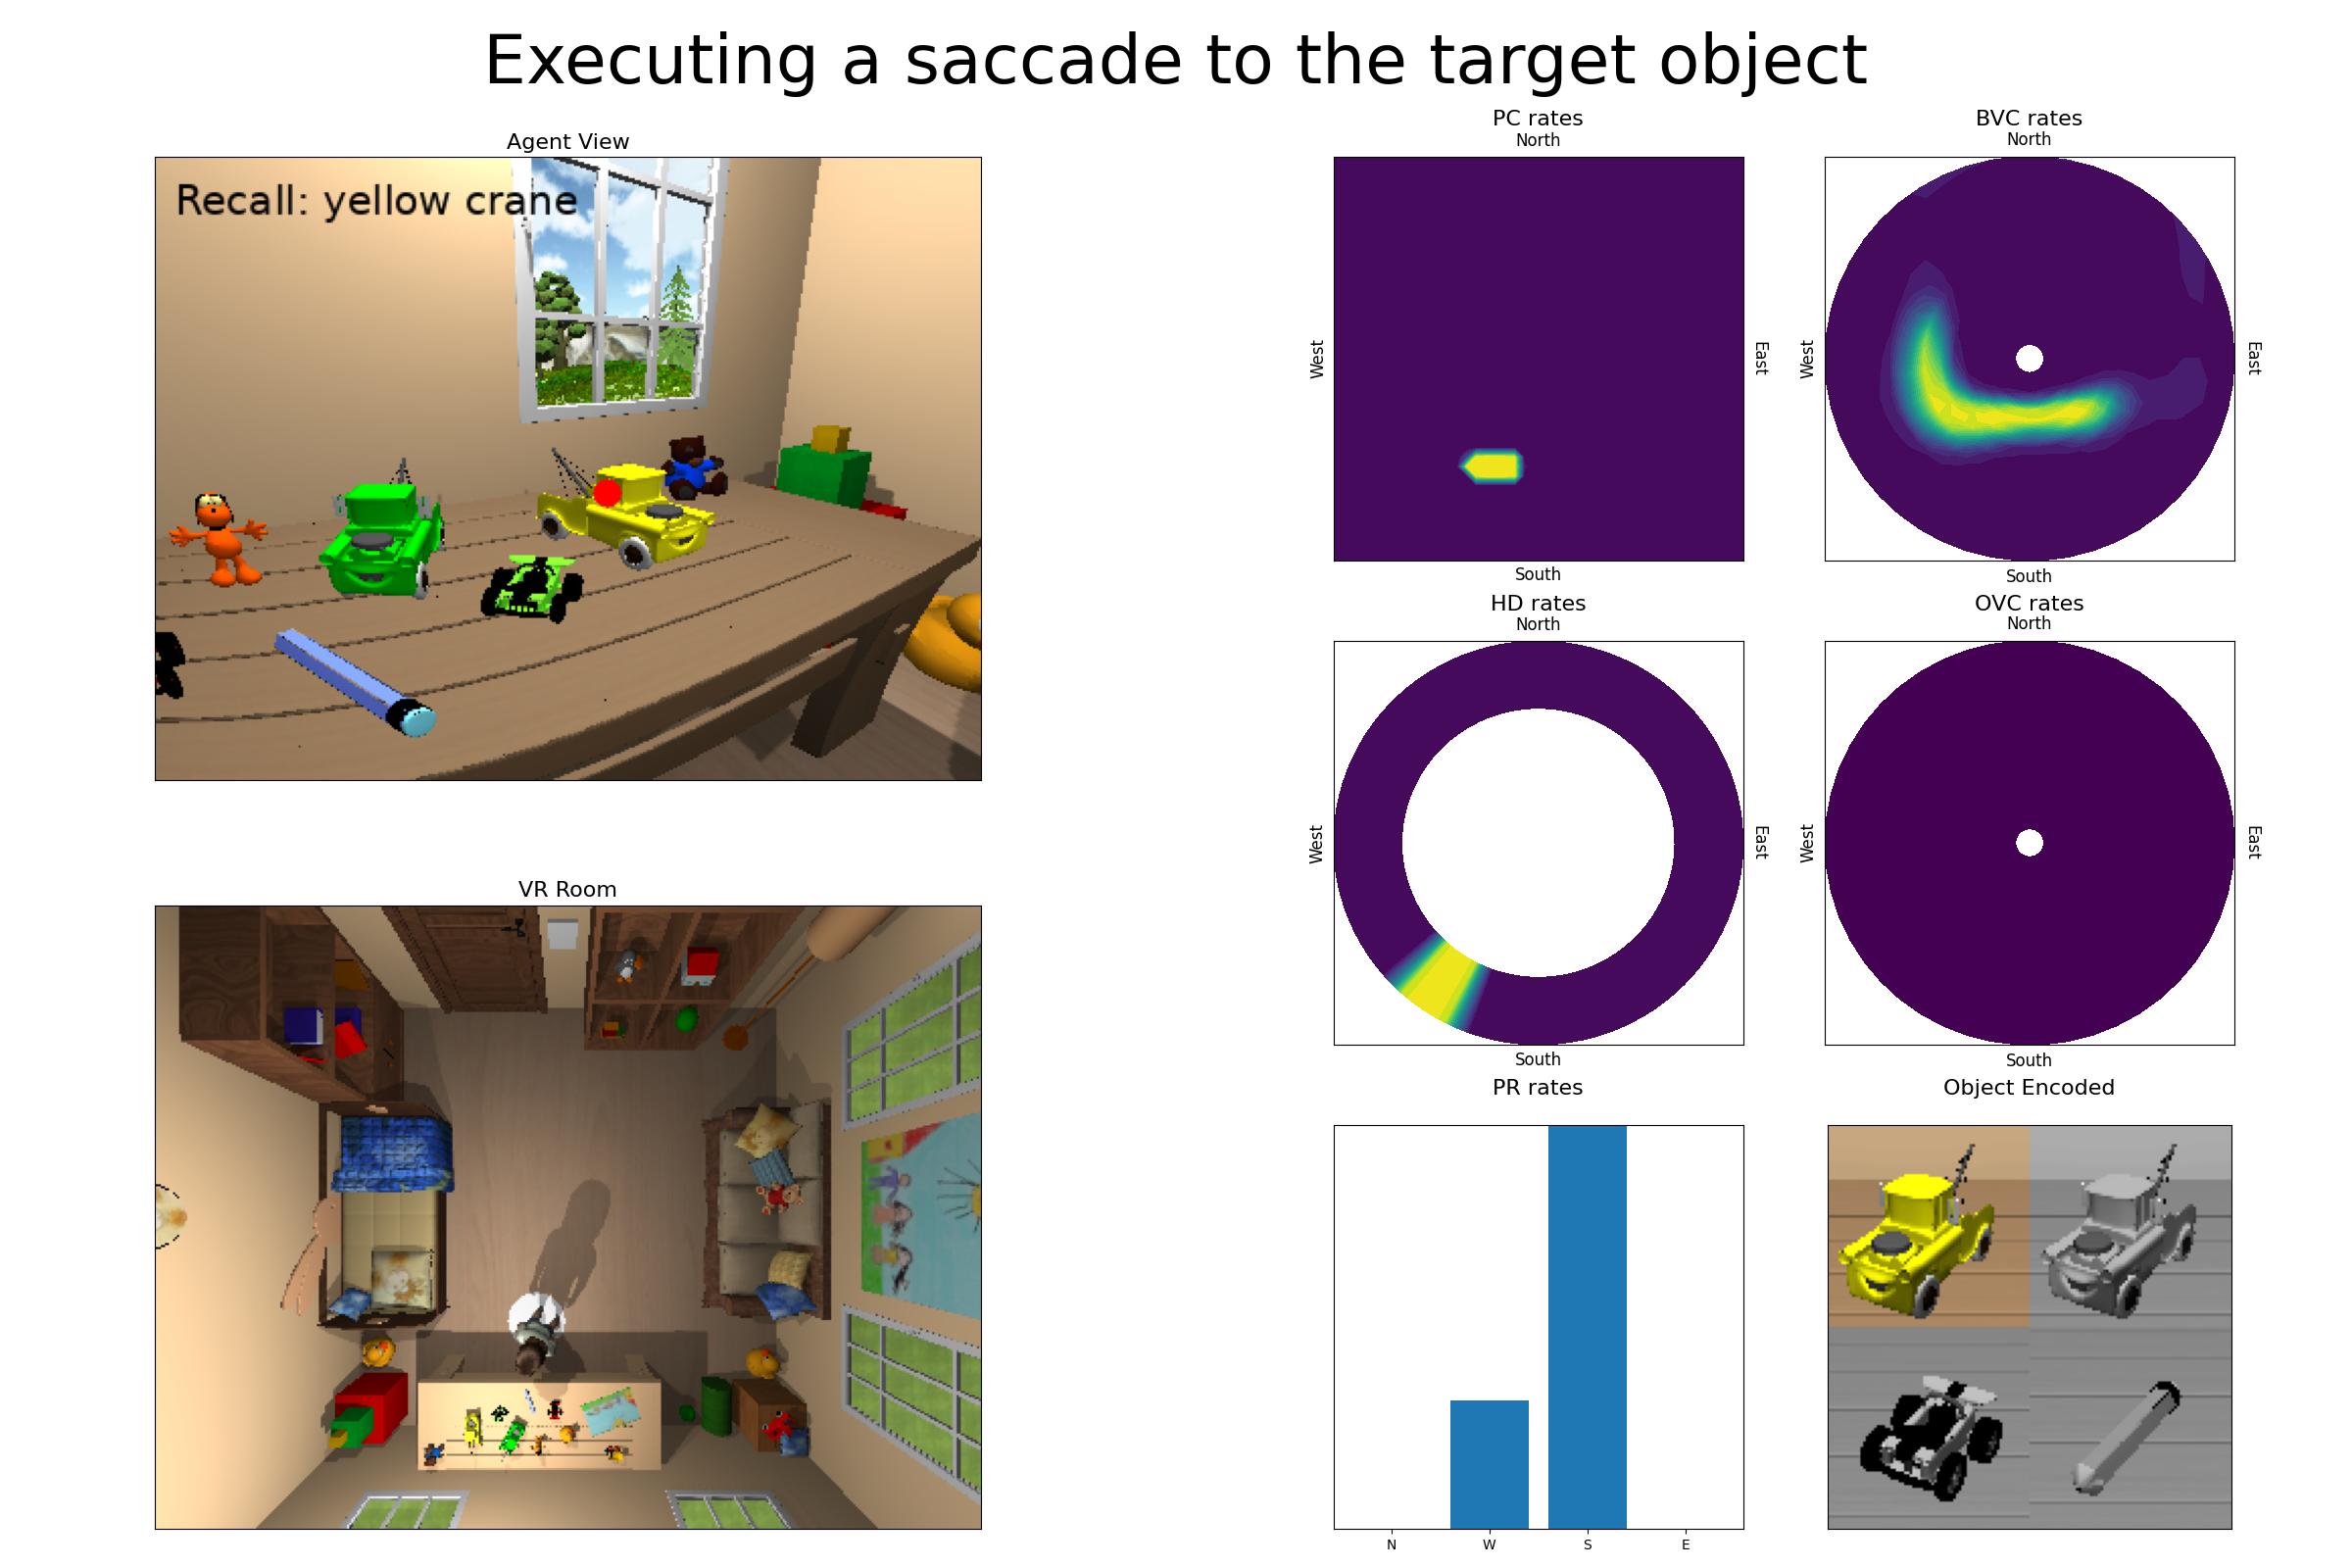 Executing a saccade to the target object
Agent View
Recall: yellow crane
VR Room
PC rates
North
West
East
South
BVC rates
North
West
East
South
HD rates
North
West
East
South
OVC rates
North
West
East
South
PR rates
N W S E
Object Encoded